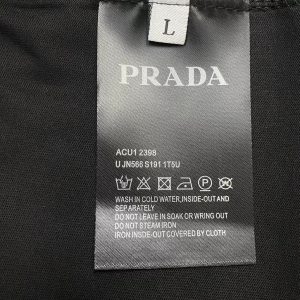 L
PRADA
ACU1 2398
UJN566 S191 1T5U
WASH IN COLD WATER,INSIDE-OUT AND
SEPARATELY
DO NOT LEAVE IN SOAK OR WRING OUT
DO NOT STEAM IRON
IRON INSIDE-OUT COVERED BY CLOTH